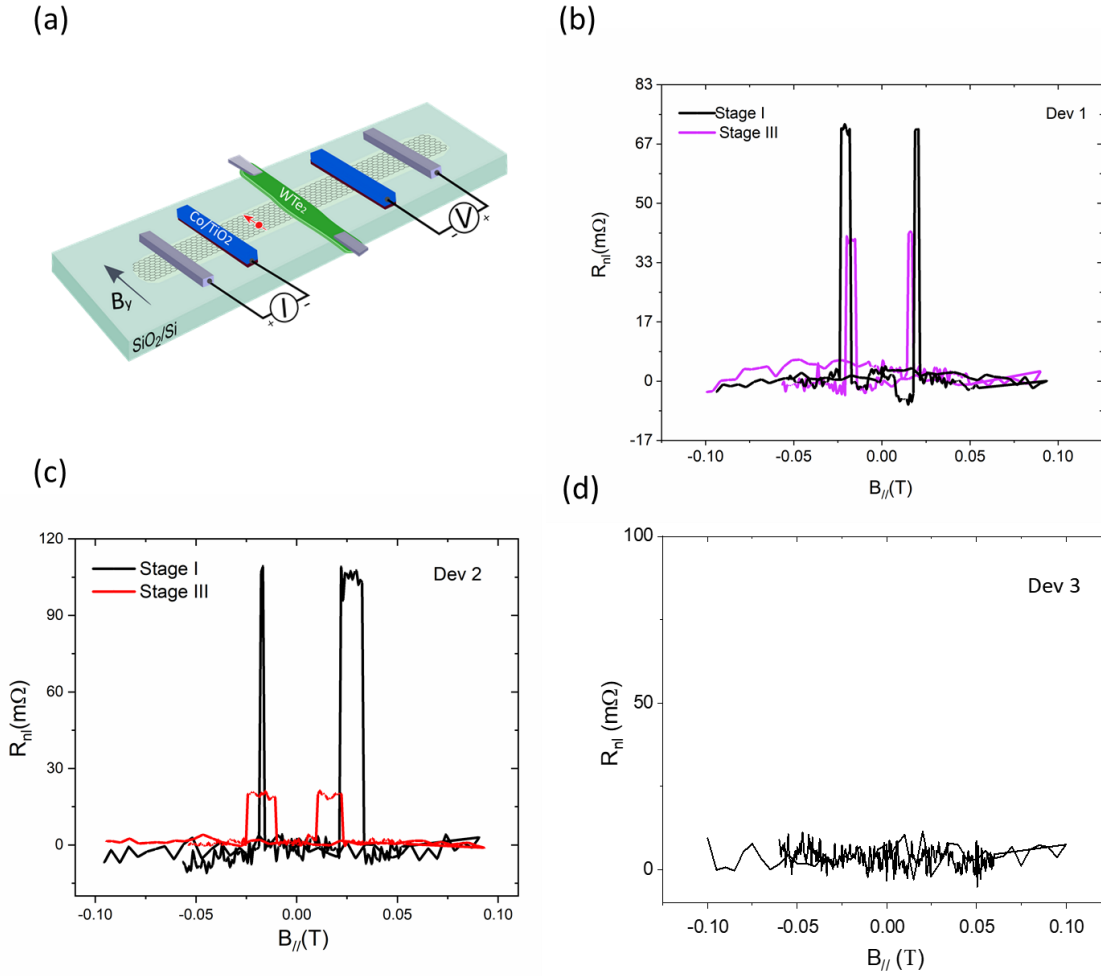 (a)
WTe2
Co/TiO2
V
+
-
I
+
-
By
SiO2/Si
(b)
83
67
50
33
17
0
-17
Rnl(mΩ)
Stage I
Stage III
Dev 1
-0.10
-0.05
0.00
0.05
0.10
B//(T)
(c)
120
90
60
30
0
Rnl(mΩ)
Stage I
Stage III
Dev 2
-0.10
-0.05
0.00
0.05
0.10
B//(T)
(d)
100
50
0
Rnl (mΩ)
Dev 3
-0.10
-0.05
0.00
0.05
0.10
B// (T)